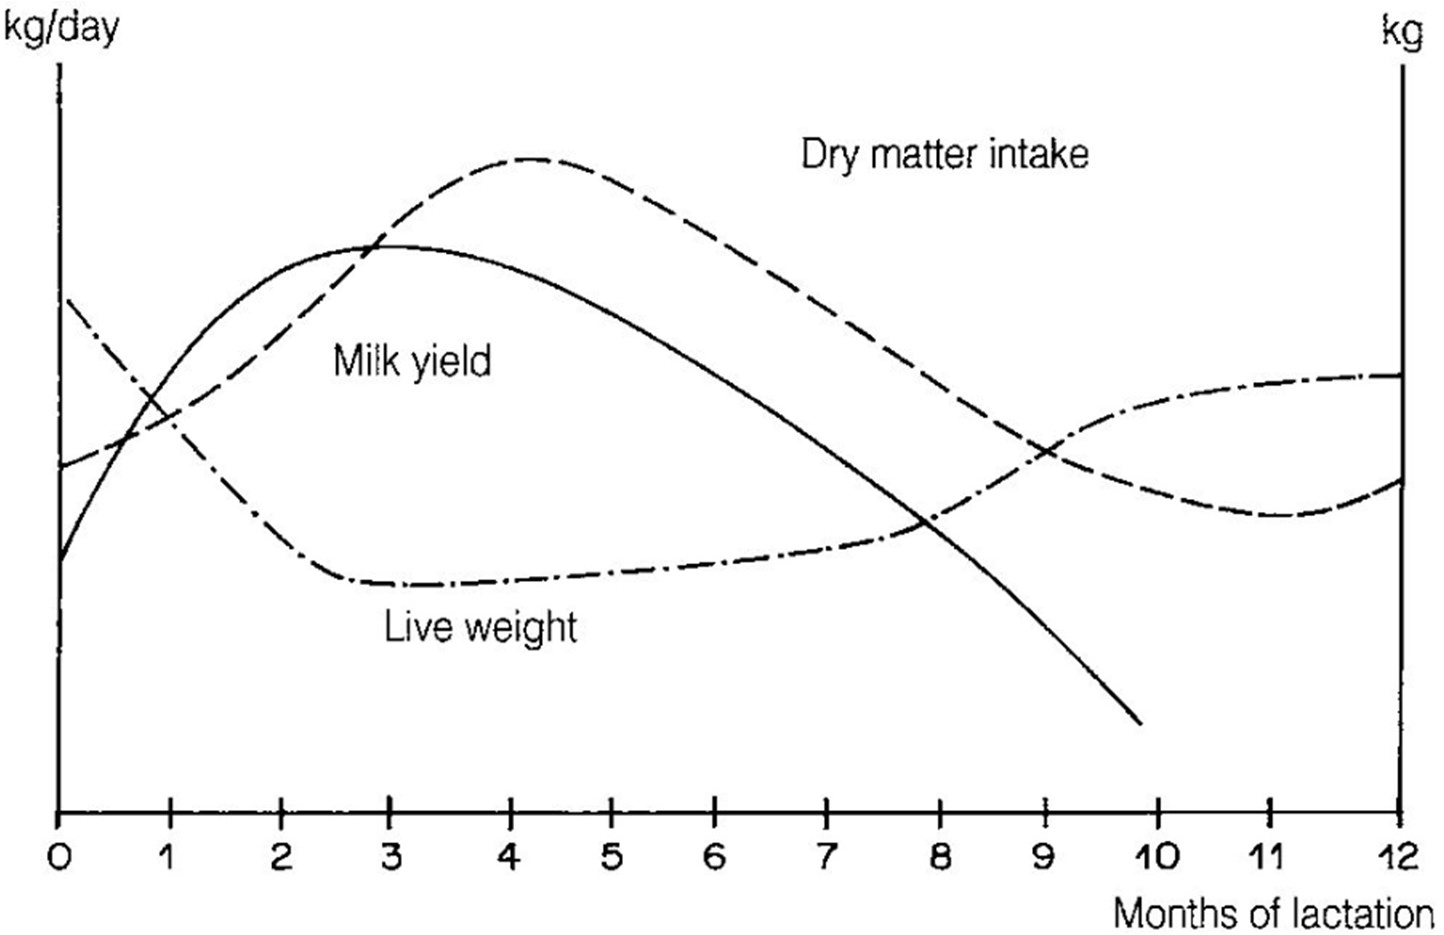 kg/day
kg
Dry matter intake
Milk yield
Live weight
0 1 2 3 4 5 6 7 8 9 10 11 12
Months of lactation